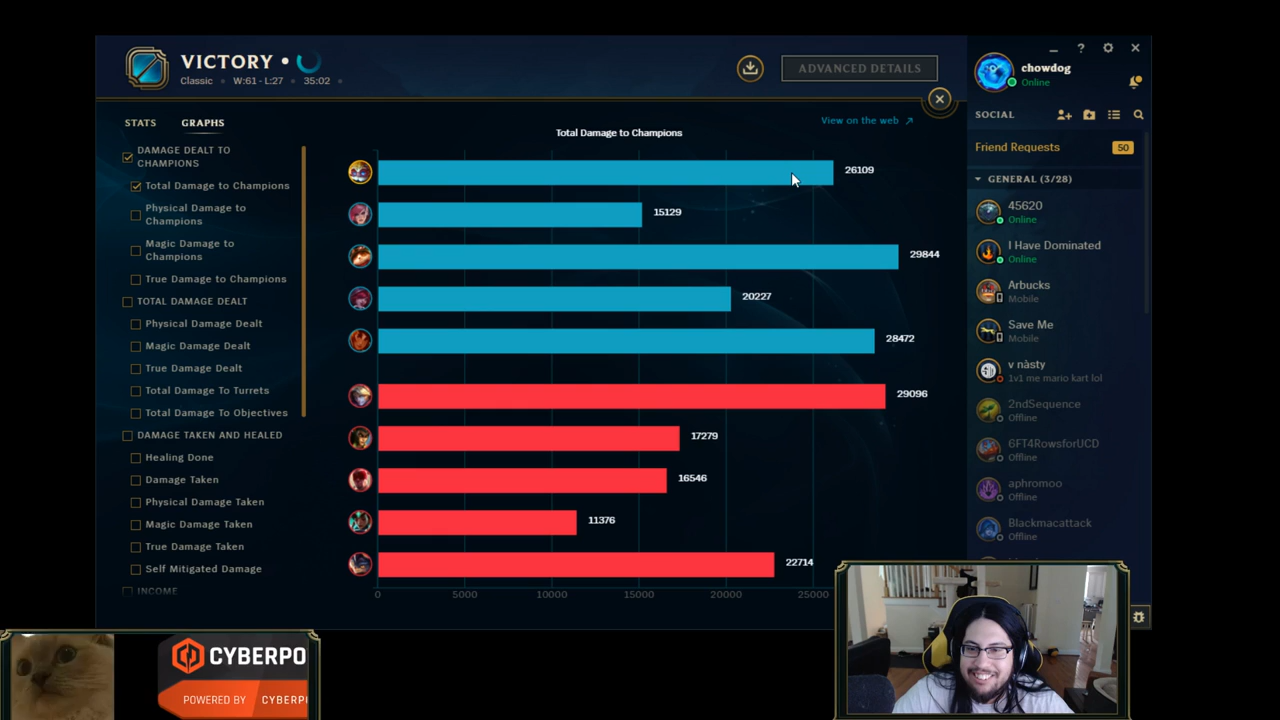 VICTORY •
Classic • W:61 - L:27 • 35:02 •
ADVANCED DETAILS
STATS
GRAPHS
View on the web
Total Damage to Champions
DAMAGE DEALT TO
CHAMPIONS
Total Damage to Champions
Physical Damage to
Champions
Magic Damage to
Champions
True Damage to Champions
TOTAL DAMAGE DEALT
Physical Damage Dealt
Magic Damage Dealt
True Damage Dealt
Total Damage To Turrets
Total Damage To Objectives
DAMAGE TAKEN AND HEALED
Healing Done
Damage Taken
Physical Damage Taken
Magic Damage Taken
True Damage Taken
Self Mitigated Damage
INCOME
26109
15129
29844
20227
28472
29096
17279
16546
11376
22714
0 5000 10000 15000 20000 25000
?
chowdog
Online
SOCIAL
Friend Requests 50
GENERAL (3/28)
45620
Online
I Have Dominated
Online
Arbucks
Mobile
Save Me
Mobile
v nàsty
1v1 me mario kart lol
2ndSequence
Offline
6FT4RowsforUCD
Offline
aphromoo
Offline
Blackmacattack
Offline
CYBERPO
POWERED BY CYBERP